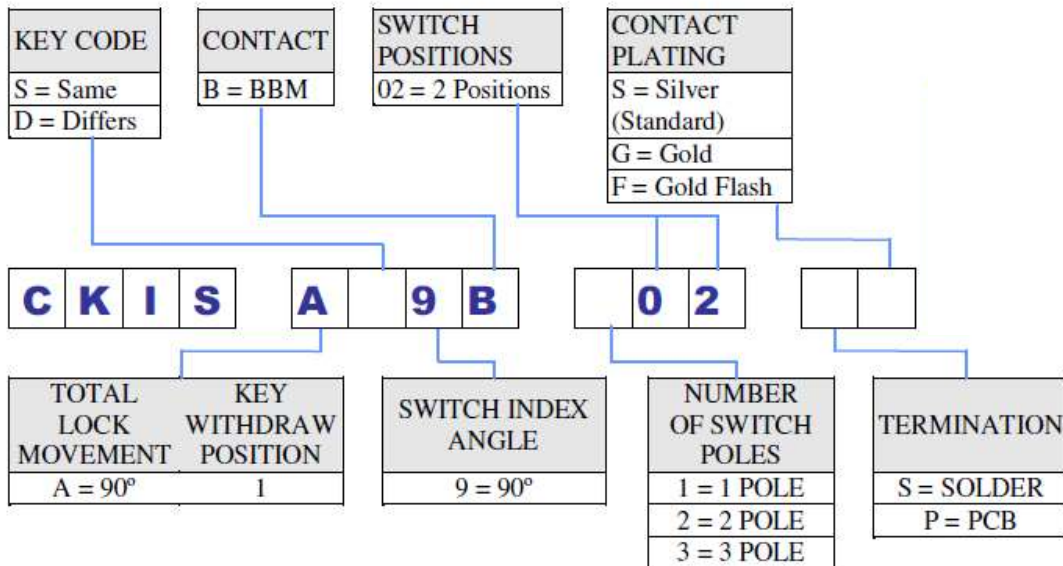 KEY CODE
S = Same
D = Differs
CONTACT
B = BBM
SWITCH
POSITIONS
02 = 2 Positions
CONTACT
PLATING
S = Silver
(Standard)
G = Gold
F = Gold Flash
C K I S A 9 B 0 2
TOTAL
LOCK
MOVEMENT
A = 90º
KEY
WITHDRAW
POSITION
1
SWITCH INDEX
ANGLE
9 = 90º
NUMBER
OF SWITCH
POLES
1 = 1 POLE
2 = 2 POLE
3 = 3 POLE
TERMINATION
S = SOLDER
P = PCB